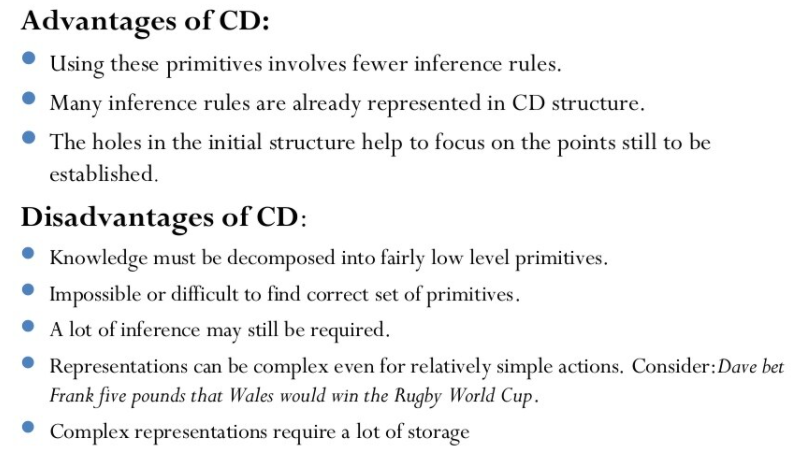 Advantages of CD:
Using these primitives involves fewer inference rules.
Many inference rules are already represented in CD structure.
The holes in the initial structure help to focus on the points still to be
established.
Disadvantages of CD:
Knowledge must be decomposed into fairly low level primitives.
Impossible or difficult to find correct set of primitives.
A lot of inference may still be required.
Representations can be complex even for relatively simple actions. Consider:Dave bet
Frank five pounds that Wales would win the Rugby World Cup.
Complex representations require a lot of storage